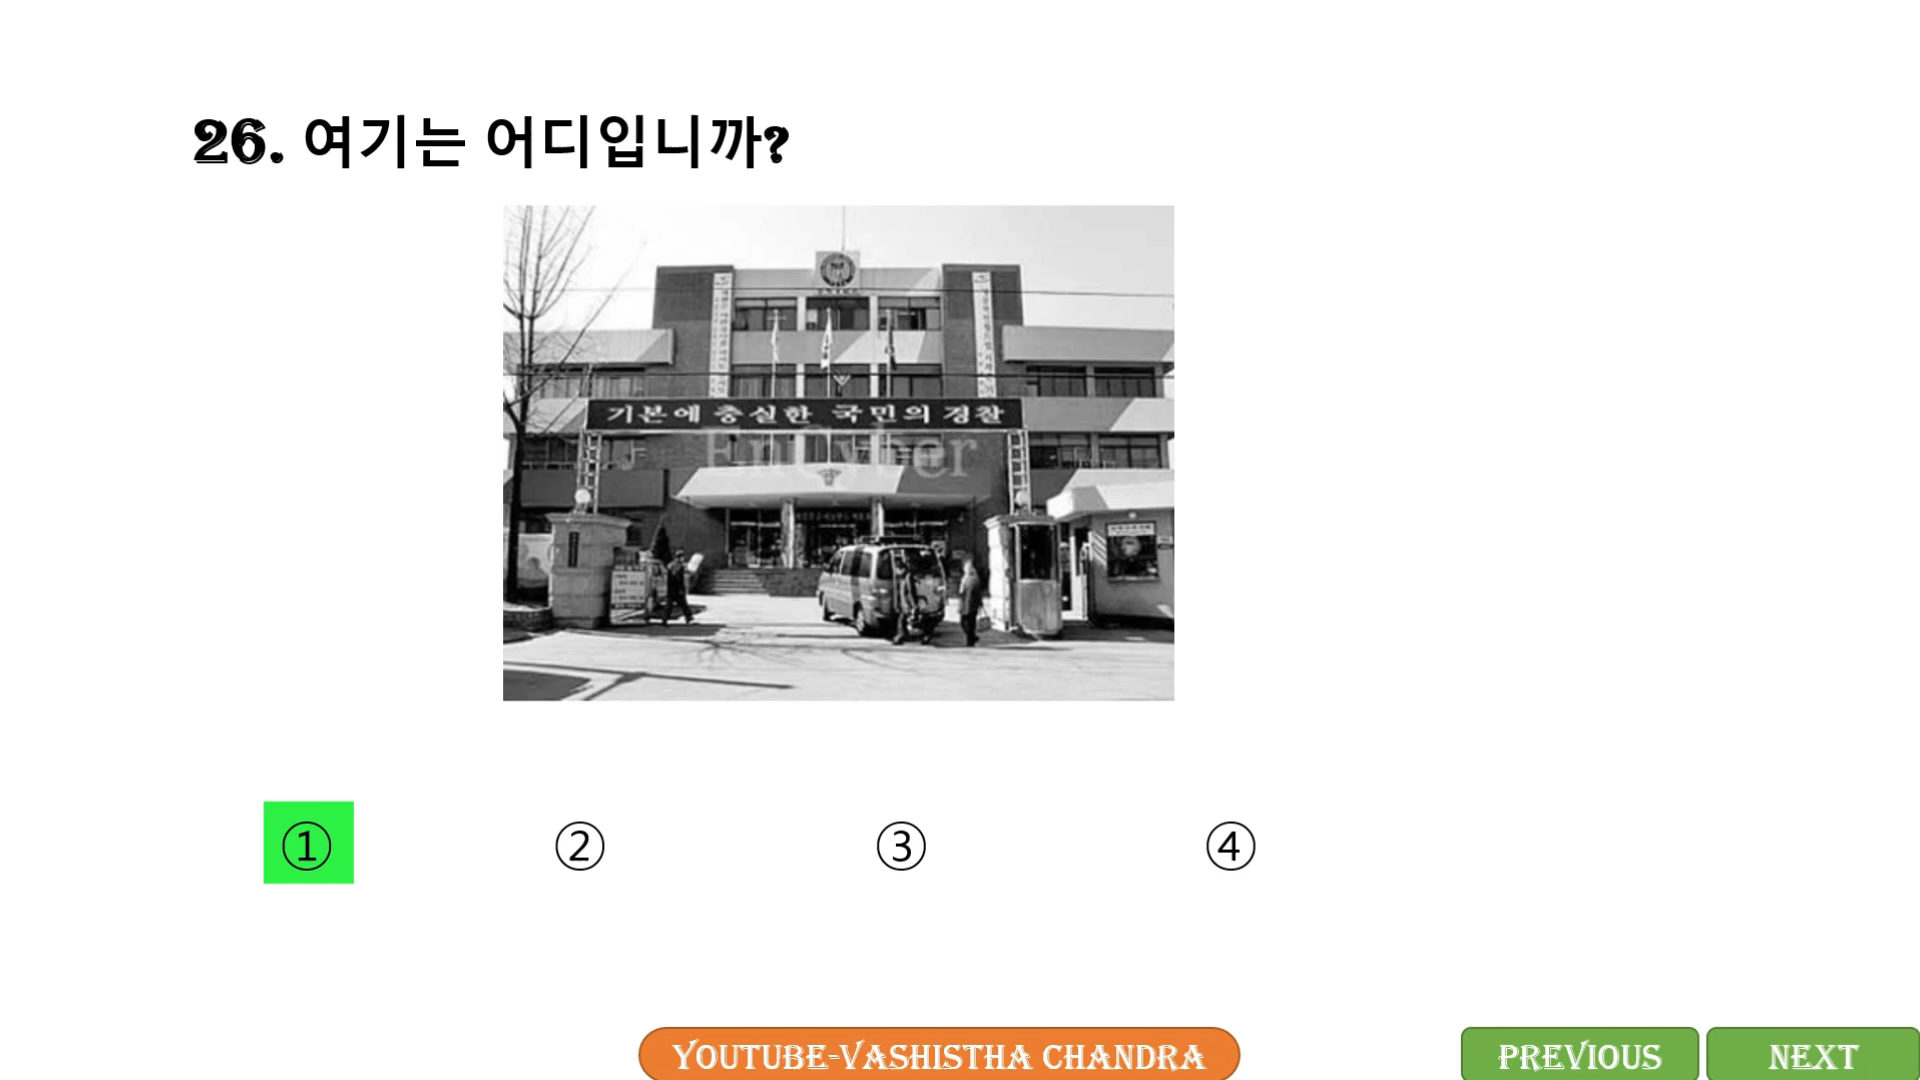 26. 여기는 어디입니까?
기본에 충실한 국민의 경찰
EnCyber
① ② ③ ④
YOUTUBE-VASHISTHA CHANDRA
PREVIOUS
NEXT